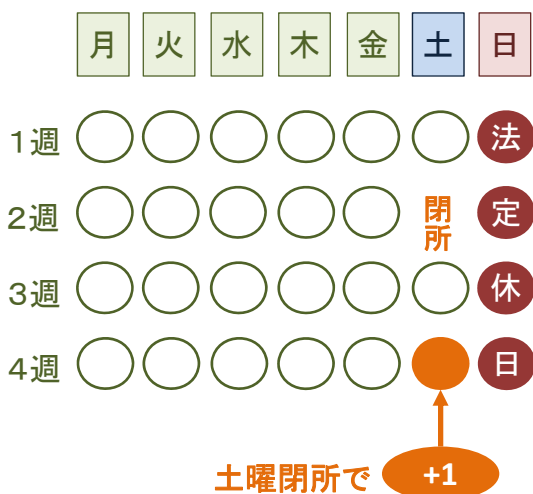 月 火 水 木 金 土 日
1週 法
2週 閉所 定
3週 休
4週 日
土曜閉所で +1